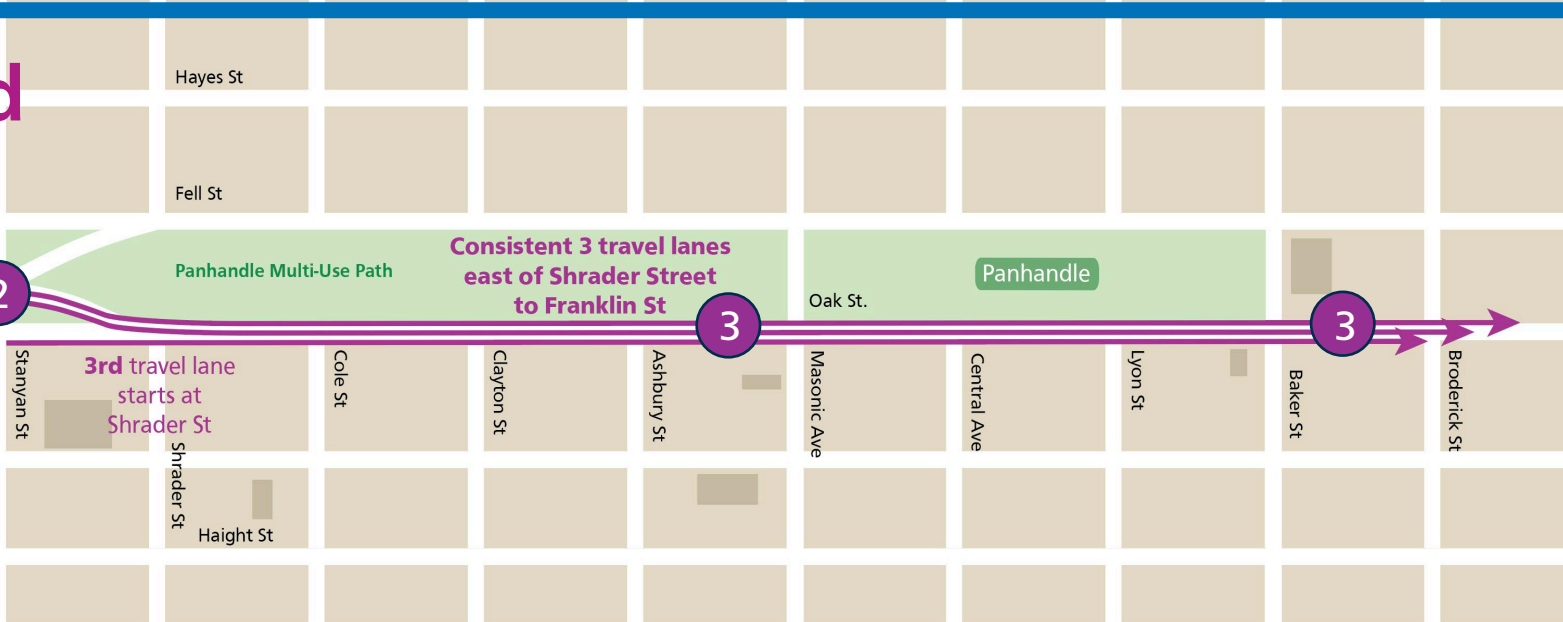 d
Hayes St
Fell St
Panhandle Multi-Use Path
Consistent 3 travel lanes
east of Shrader Street
to Franklin St
Panhandle
Oak St.
2
3
3
Stanyan St
3rd travel lane
starts at
Shrader St
Shrader St
Cole St
Clayton St
Ashbury St
Masonic Ave
Central Ave
Lyon St
Baker St
Broderick St
Haight St